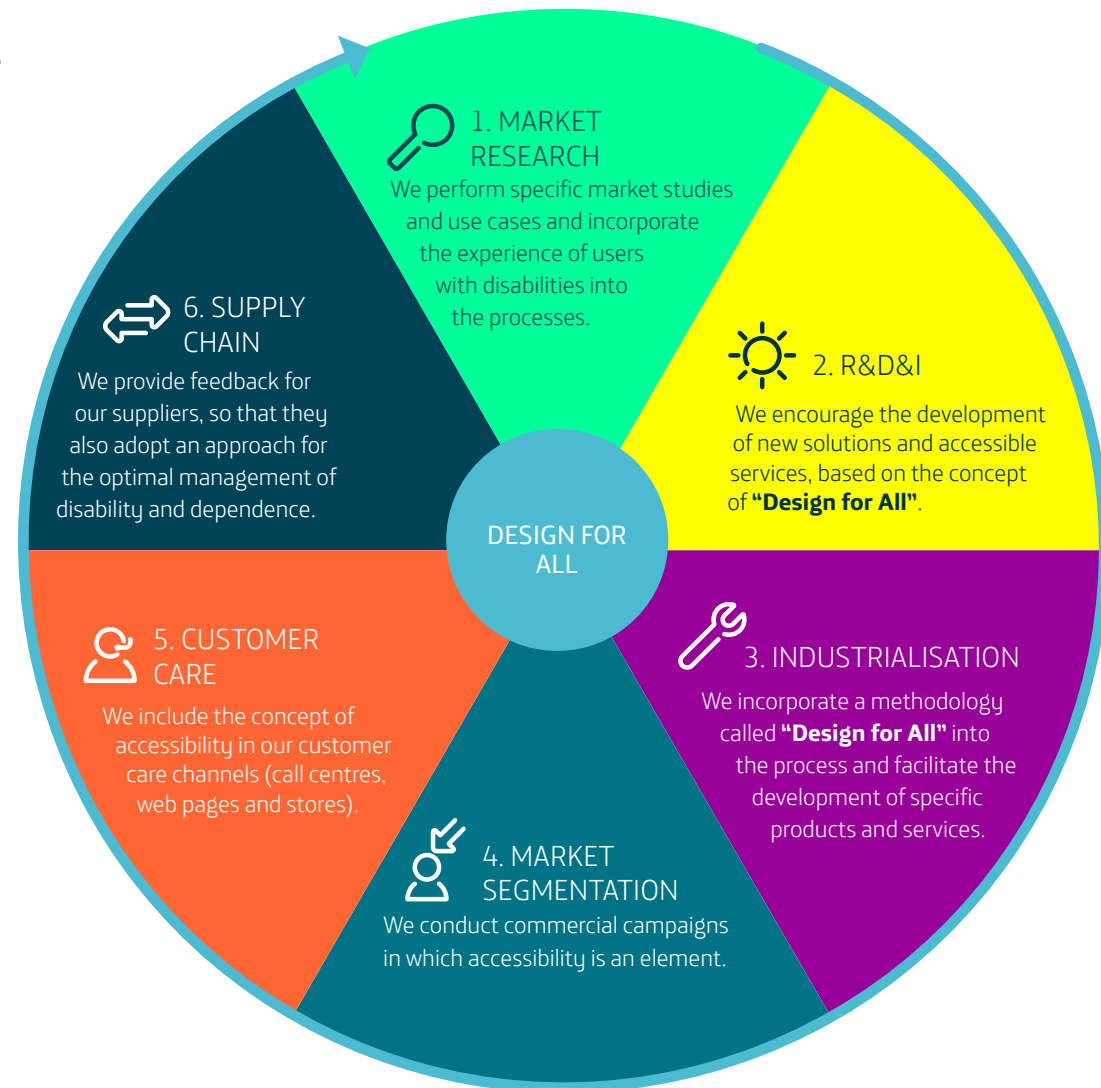 1. MARKET
RESEARCH
We perform specific market studies
and use cases and incorporate
the experience of users
with disabilities into
the processes.
2. R&D&I
We encourage the development
of new solutions and accessible
services, based on the concept
of “Design for All”.
3. INDUSTRIALISATION
We incorporate a methodology
called “Design for All” into
the process and facilitate the
development of specific
products and services.
4. MARKET
SEGMENTATION
We conduct commercial campaigns
in which accessibility is an element.
5. CUSTOMER
CARE
We include the concept of
accessibility in our customer
care channels (call centres,
web pages and stores).
6. SUPPLY
CHAIN
We provide feedback for
our suppliers, so that they
also adopt an approach for
the optimal management of
disability and dependence.
DESIGN FOR
ALL